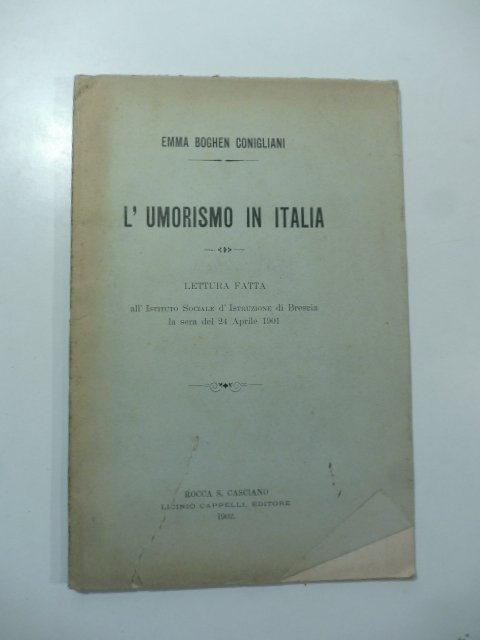 EMMA BOGHEN CONIGLIANI
L' UMORISMO IN ITALIA
LETTURA FATTA
all' ISTITUTO SOCIALE d' ISTRUZIONE di Brescia
la sera del 24 Aprile 1901
ROCCA S. CASCIANO
LICINIO CAPPELLI, EDITORE
1902.